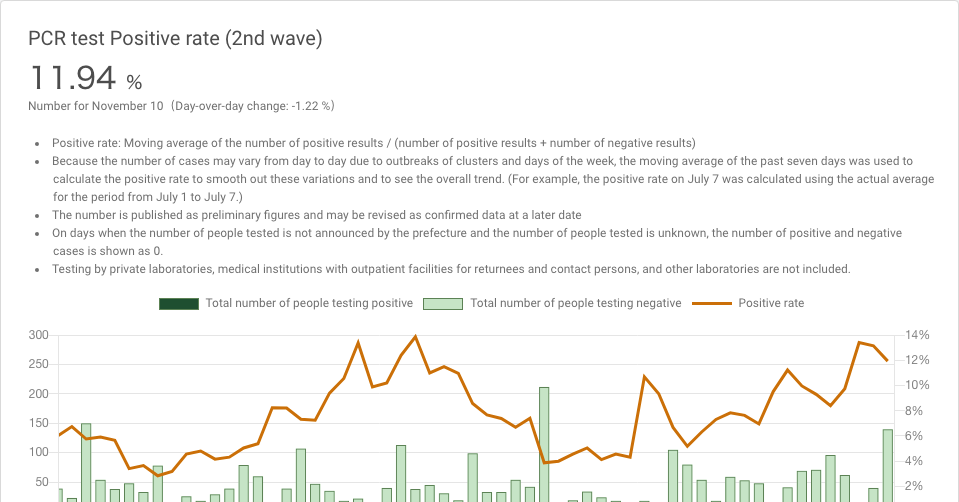 PCR test Positive rate (2nd wave)
11.94 %
Number for November 10  (Day-over-day change: -1.22 %)
• Positive rate: Moving average of the number of positive results / (number of positive results + number of negative results)
• Because the number of cases may vary from day to day due to outbreaks of clusters and days of the week, the moving average of the past seven days was used to
calculate the positive rate to smooth out these variations and to see the overall trend. (For example, the positive rate on July 7 was calculated using the actual average
for the period from July 1 to July 7.)
• The number is published as preliminary figures and may be revised as confirmed data at a later date
• On days when the number of people tested is not announced by the prefecture and the number of people tested is unknown, the number of positive and negative
cases is shown as 0.
• Testing by private laboratories, medical institutions with outpatient facilities for returnees and contact persons, and other laboratories are not included.
Total number of people testing positive Total number of people testing negative Positive rate
300 14%
250 12%
200 10%
150 8%
100 6%
50 4%
2%